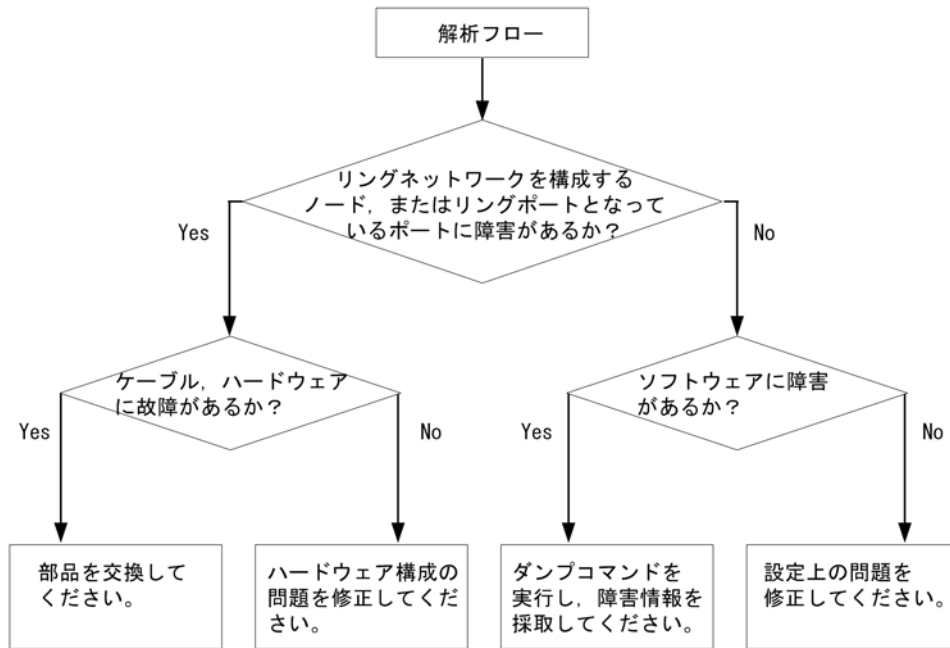 解析フロー
リングネットワークを構成する
ノード，またはリングポートとなって
いるポートに障害があるか？
Yes
No
ケーブル，ハードウェア
に故障があるか？
ソフトウェアに障害
があるか？
Yes
No
Yes
No
部品を交換して
ください。
ハードウェア構成の
問題を修正してくだ
さい。
ダンプコマンドを
実行し，障害情報を
採取してください。
設定上の問題を
修正してください。